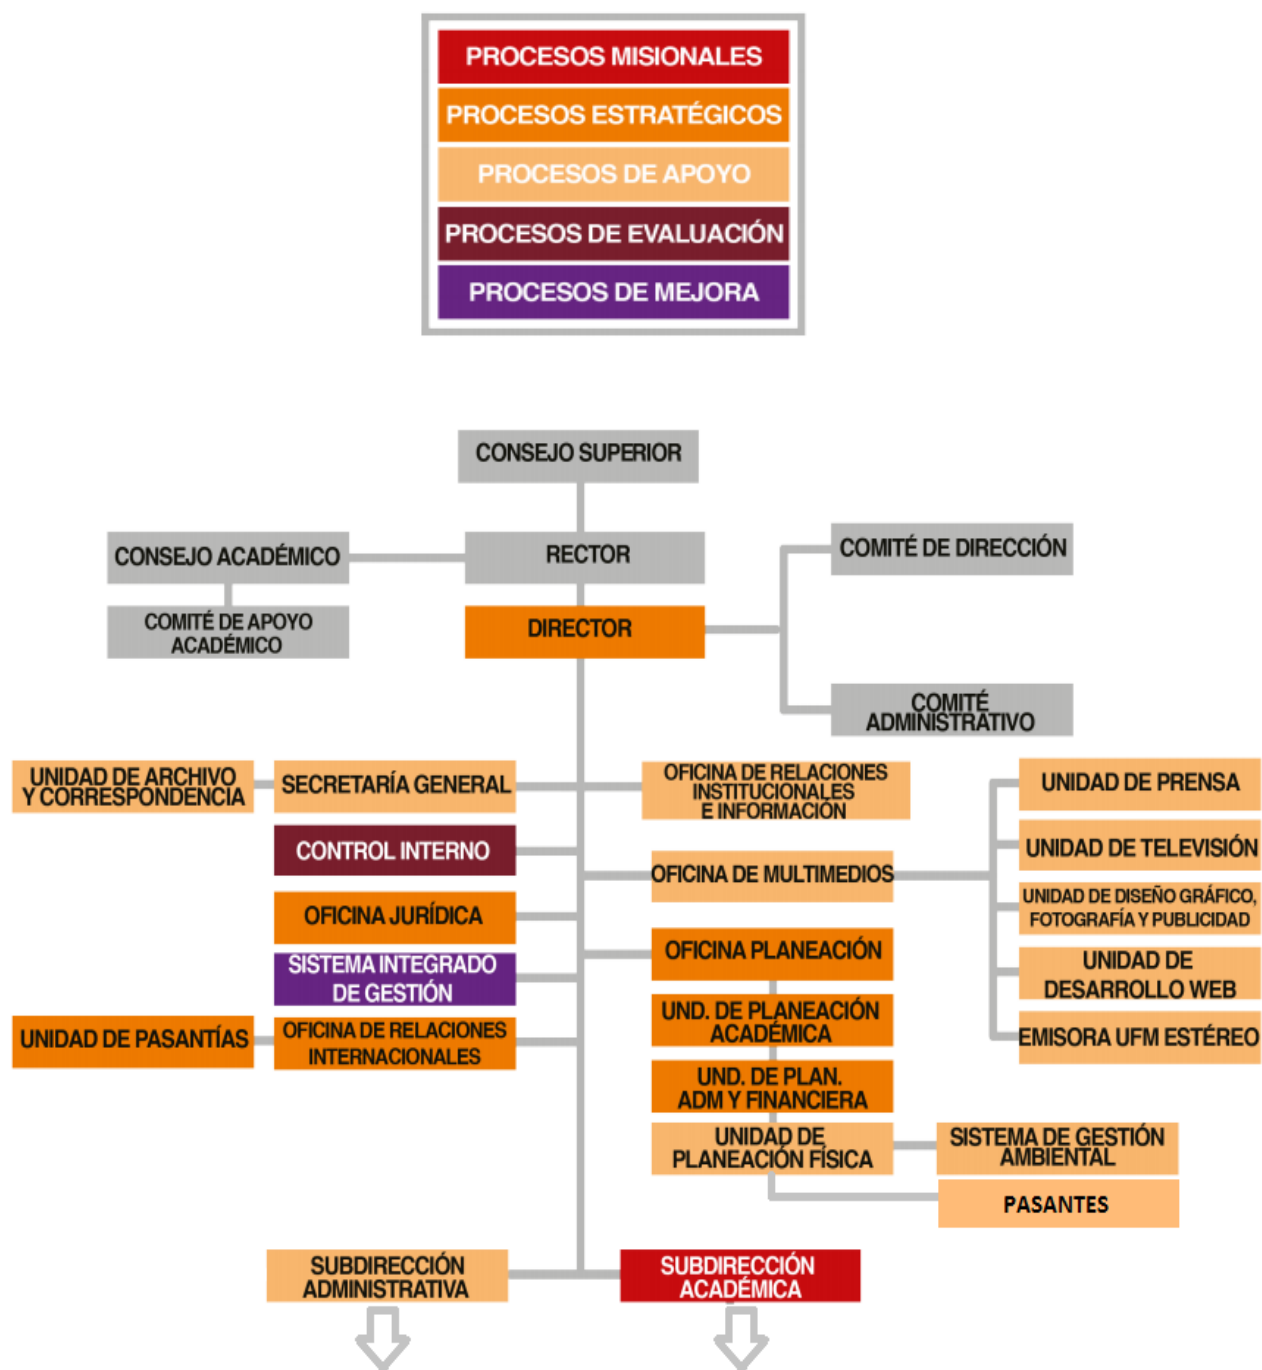 PROCESOS MISIONALES
PROCESOS ESTRATÉGICOS
PROCESOS DE APOYO
PROCESOS DE EVALUACIÓN
PROCESOS DE MEJORA
CONSEJO SUPERIOR
CONSEJO ACADÉMICO
RECTOR
COMITÉ DE DIRECCIÓN
COMITÉ DE APOYO
ACADÉMICO
DIRECTOR
COMITÉ
ADMINISTRATIVO
UNIDAD DE ARCHIVO
Y CORRESPONDENCIA
SECRETARÍA GENERAL
OFICINA DE RELACIONES
INSTITUCIONALES
E INFORMACIÓN
UNIDAD DE PRENSA
CONTROL INTERNO
OFICINA DE MULTIMEDIOS
UNIDAD DE TELEVISIÓN
OFICINA JURÍDICA
UNIDAD DE DISEÑO GRÁFICO,
FOTOGRAFÍA Y PUBLICIDAD
SISTEMA INTEGRADO
DE GESTIÓN
OFICINA PLANEACIÓN
UNIDAD DE
DESARROLLO WEB
UNIDAD DE PASANTÍAS
OFICINA DE RELACIONES
INTERNACIONALES
UND. DE PLANEACIÓN
ACADÉMICA
EMISORA UFM ESTÉREO
UND. DE PLAN.
ADM Y FINANCIERA
UNIDAD DE
PLANEACIÓN FÍSICA
SISTEMA DE GESTIÓN
AMBIENTAL
PASANTES
SUBDIRECCIÓN
ADMINISTRATIVA
SUBDIRECCIÓN
ACADÉMICA